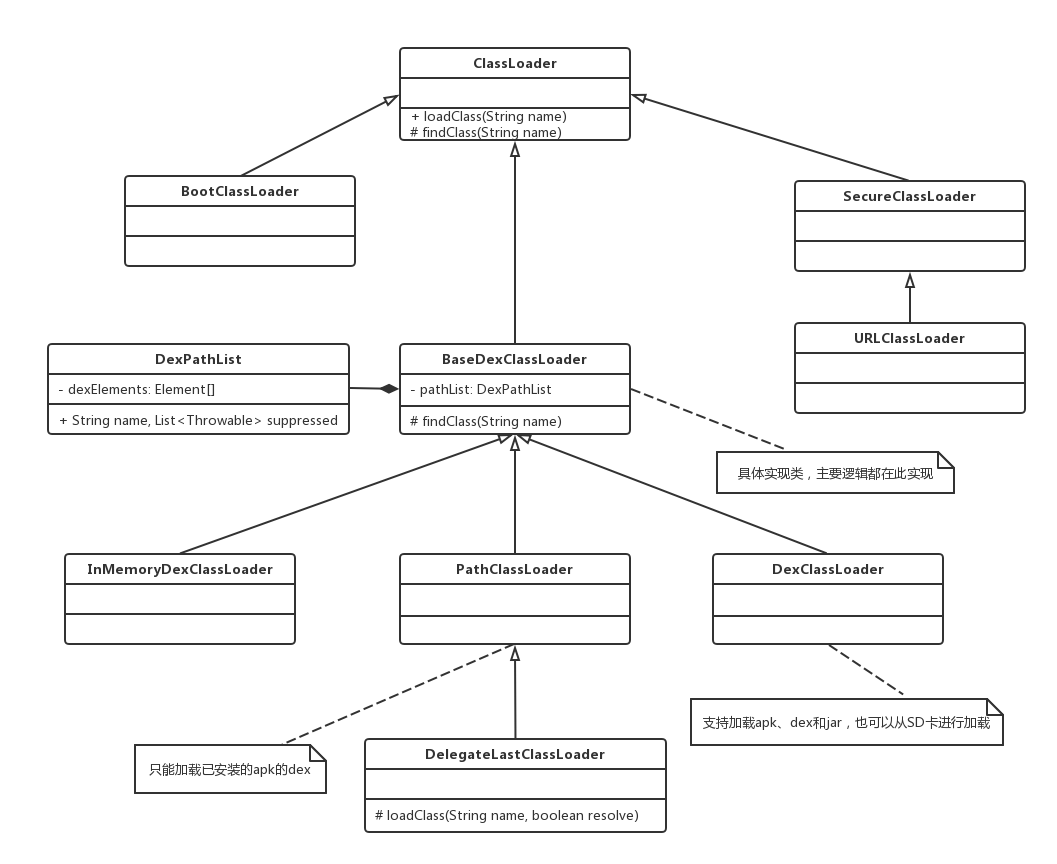 ClassLoader
+ loadClass(String name)
# findClass(String name)
BootClassLoader
SecureClassLoader
URLClassLoader
DexPathList
- dexElements: Element[]
+ String name, List<Throwable> suppressed
BaseDexClassLoader
- pathList: DexPathList
# findClass(String name)
具体实现类，主要逻辑都在此实现
InMemoryDexClassLoader
PathClassLoader
DexClassLoader
支持加载apk、dex和jar，也可以从SD卡进行加载
只能加载已安装的apk的dex
DelegateLastClassLoader
# loadClass(String name, boolean resolve)